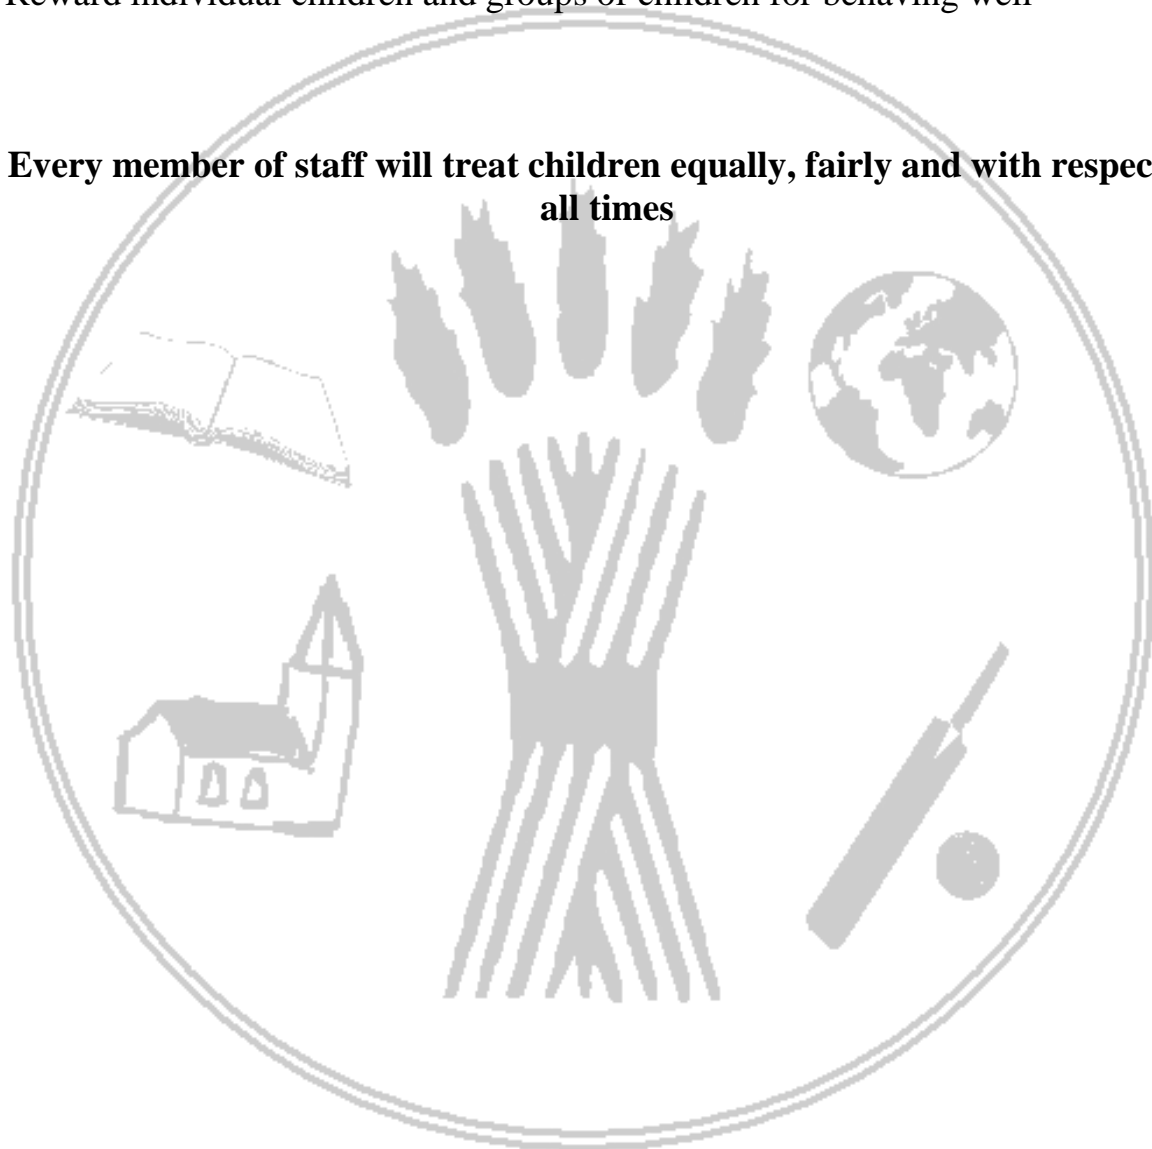 Reward individual children and groups of children for behaving well
Every member of staff will treat children equally, fairly and with respec
all times